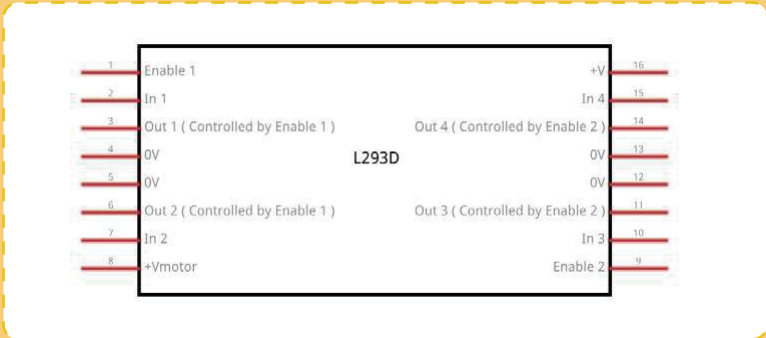 1 Enable 1 +V 16
2 In 1 In 4 15
3 Out 1 ( Controlled by Enable 1 ) Out 4 ( Controlled by Enable 2 ) 14
4 0V 0V 13
L293D
5 0V 0V 12
6 Out 2 ( Controlled by Enable 1 ) Out 3 ( Controlled by Enable 2 ) 11
7 In 2 In 3 10
8 +Vmotor Enable 2 9